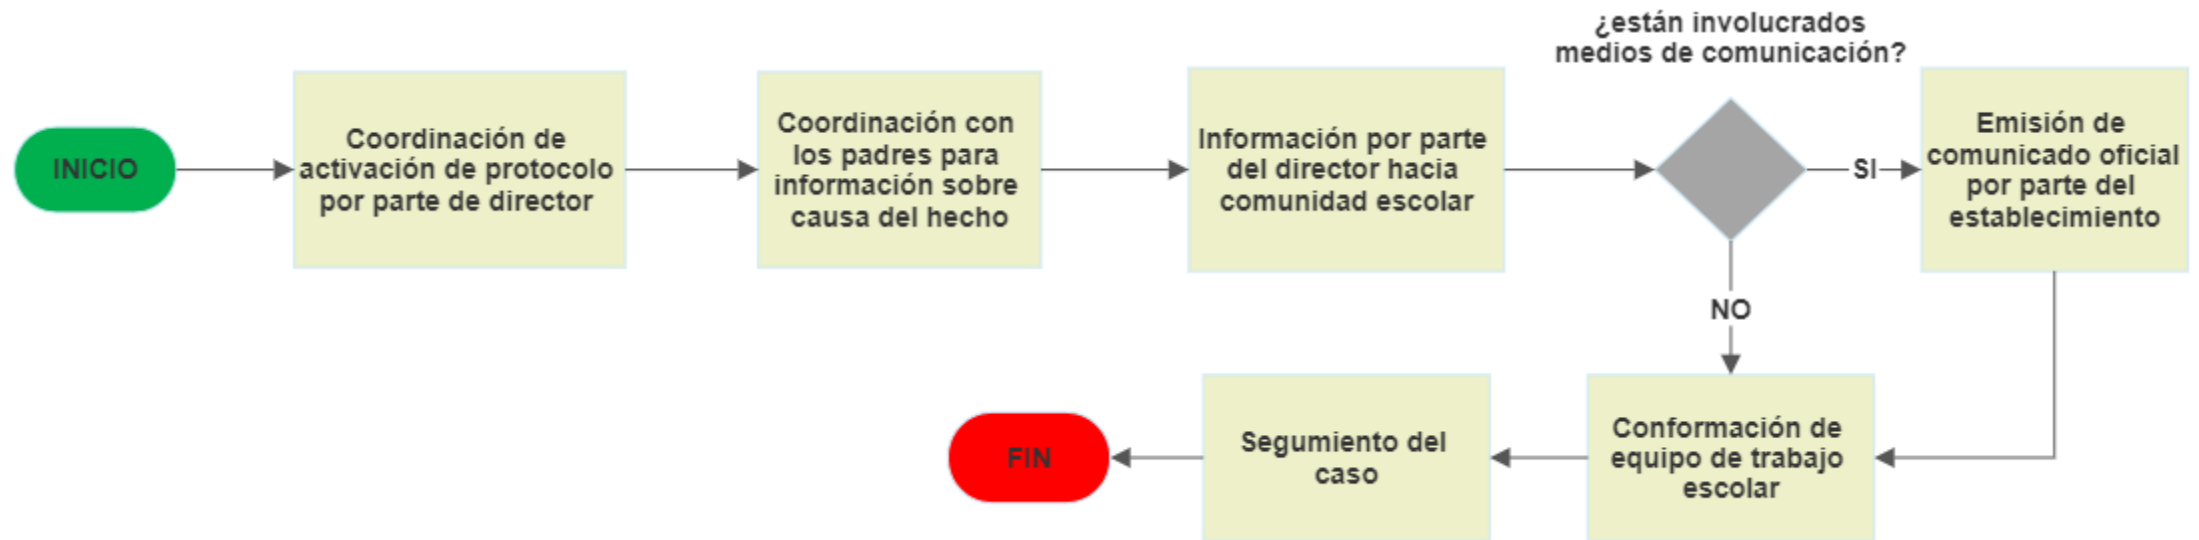 ¿están involucrados
medios de comunicación?
INICIO
Coordinación de
activación de protocolo
por parte de director
Coordinación con
los padres para
información sobre
causa del hecho
Información por parte
del director hacia
comunidad escolar
SI
Emisión de
comunicado oficial
por parte del
establecimiento
NO
Conformación de
equipo de trabajo
escolar
Segumiento del
caso
FIN